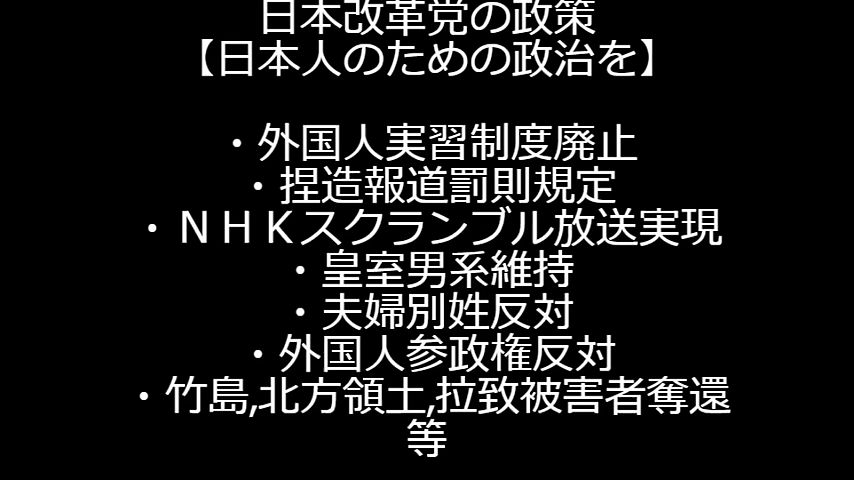 日本改革党の政策
【日本人のための政治を】
・外国人実習制度廃止
・捏造報道罰則規定
・ＮＨＫスクランブル放送実現
・皇室男系維持
・夫婦別姓反対
・外国人参政権反対
・竹島,北方領土,拉致被害者奪還
等